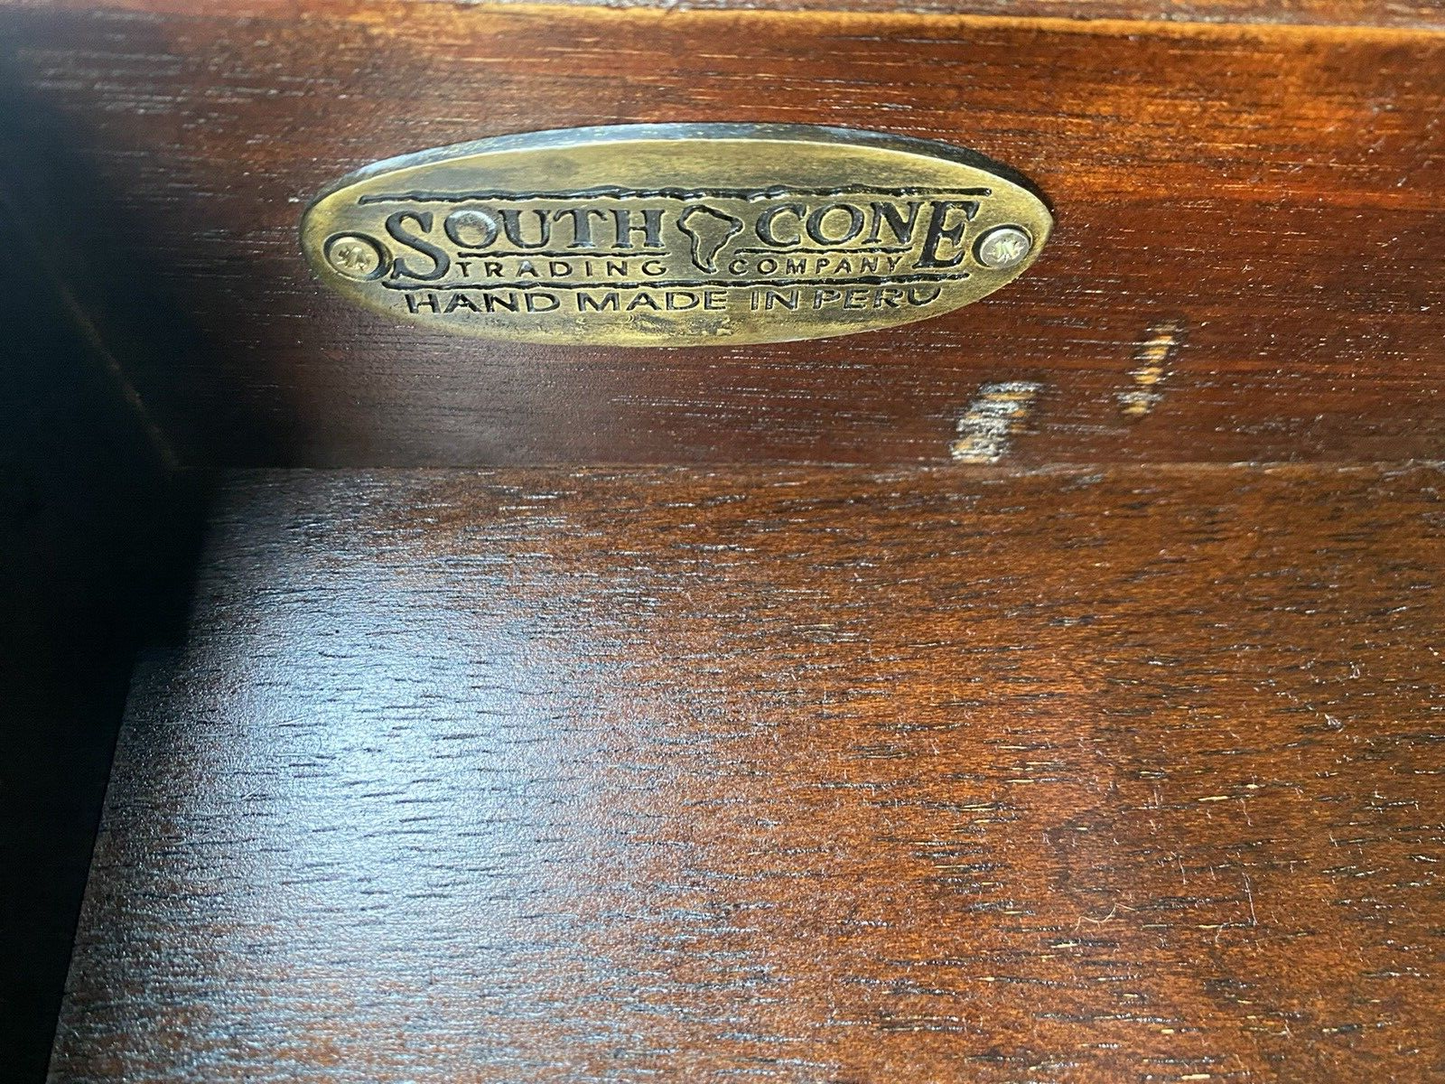 SOUTH CONE
TRADING COMPANY
HAND MADE IN PERU